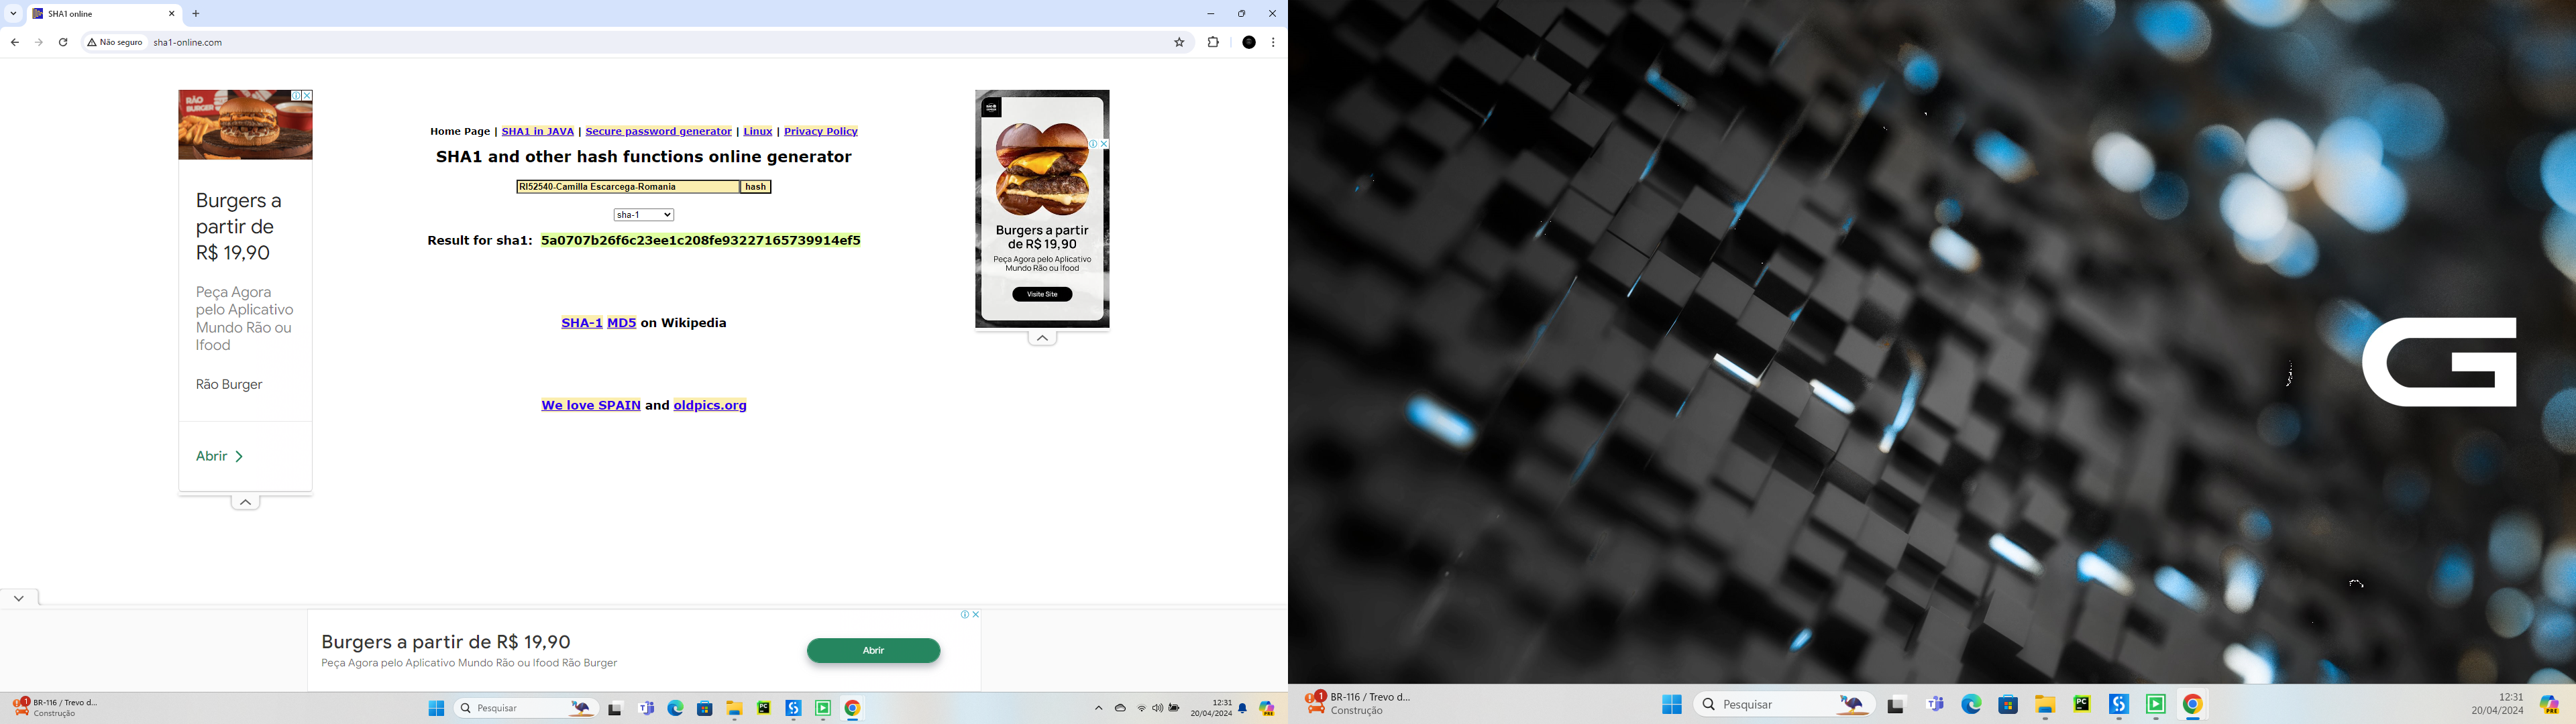 SHA1 online
Não seguro sha1-online.com
RÃO BURGER
Burgers a
partir de
R$ 19,90
Peça Agora
pelo Aplicativo
Mundo Rão ou
Ifood
Rão Burger
Abrir
Home Page | SHA1 in JAVA | Secure password generator | Linux | Privacy Policy
SHA1 and other hash functions online generator
RI52540-Camilla Escarcega-Romania hash
sha-1
Result for sha1: 5a0707b26f6c23ee1c208fe93227165739914ef5
SHA-1 MD5 on Wikipedia
We love SPAIN and oldpics.org
Burgers a partir
de R$ 19,90
Peça Agora pelo Aplicativo
Mundo Rão ou Ifood
Visite Site
Burgers a partir de R$ 19,90
Peça Agora pelo Aplicativo Mundo Rão ou Ifood Rão Burger
Abrir
1 BR-116 / Trevo d...
Construção
Pesquisar
12:31
20/04/2024
G
1 BR-116 / Trevo d...
Construção
Pesquisar
12:31
20/04/2024